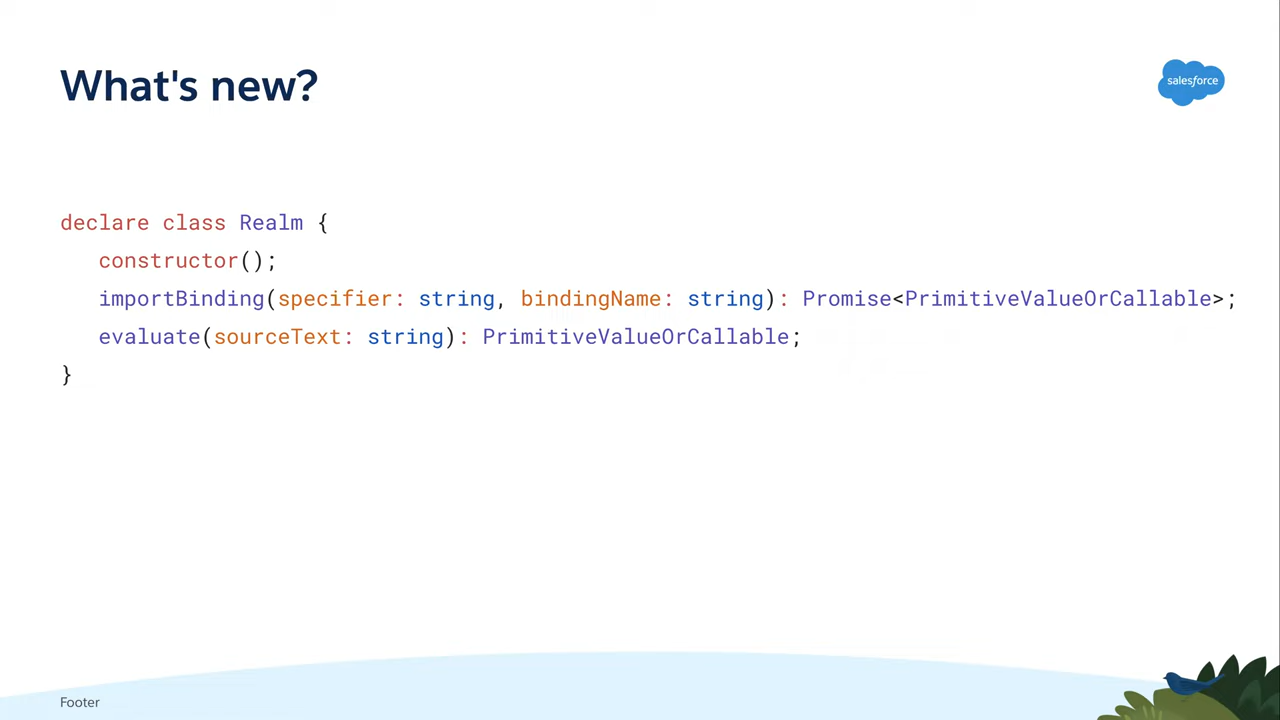 What's new?
salesforce
declare class Realm {
constructor();
importBinding(specifier: string, bindingName: string): Promise<PrimitiveValueOrCallable>;
evaluate(sourceText: string): PrimitiveValueOrCallable;
}
Footer